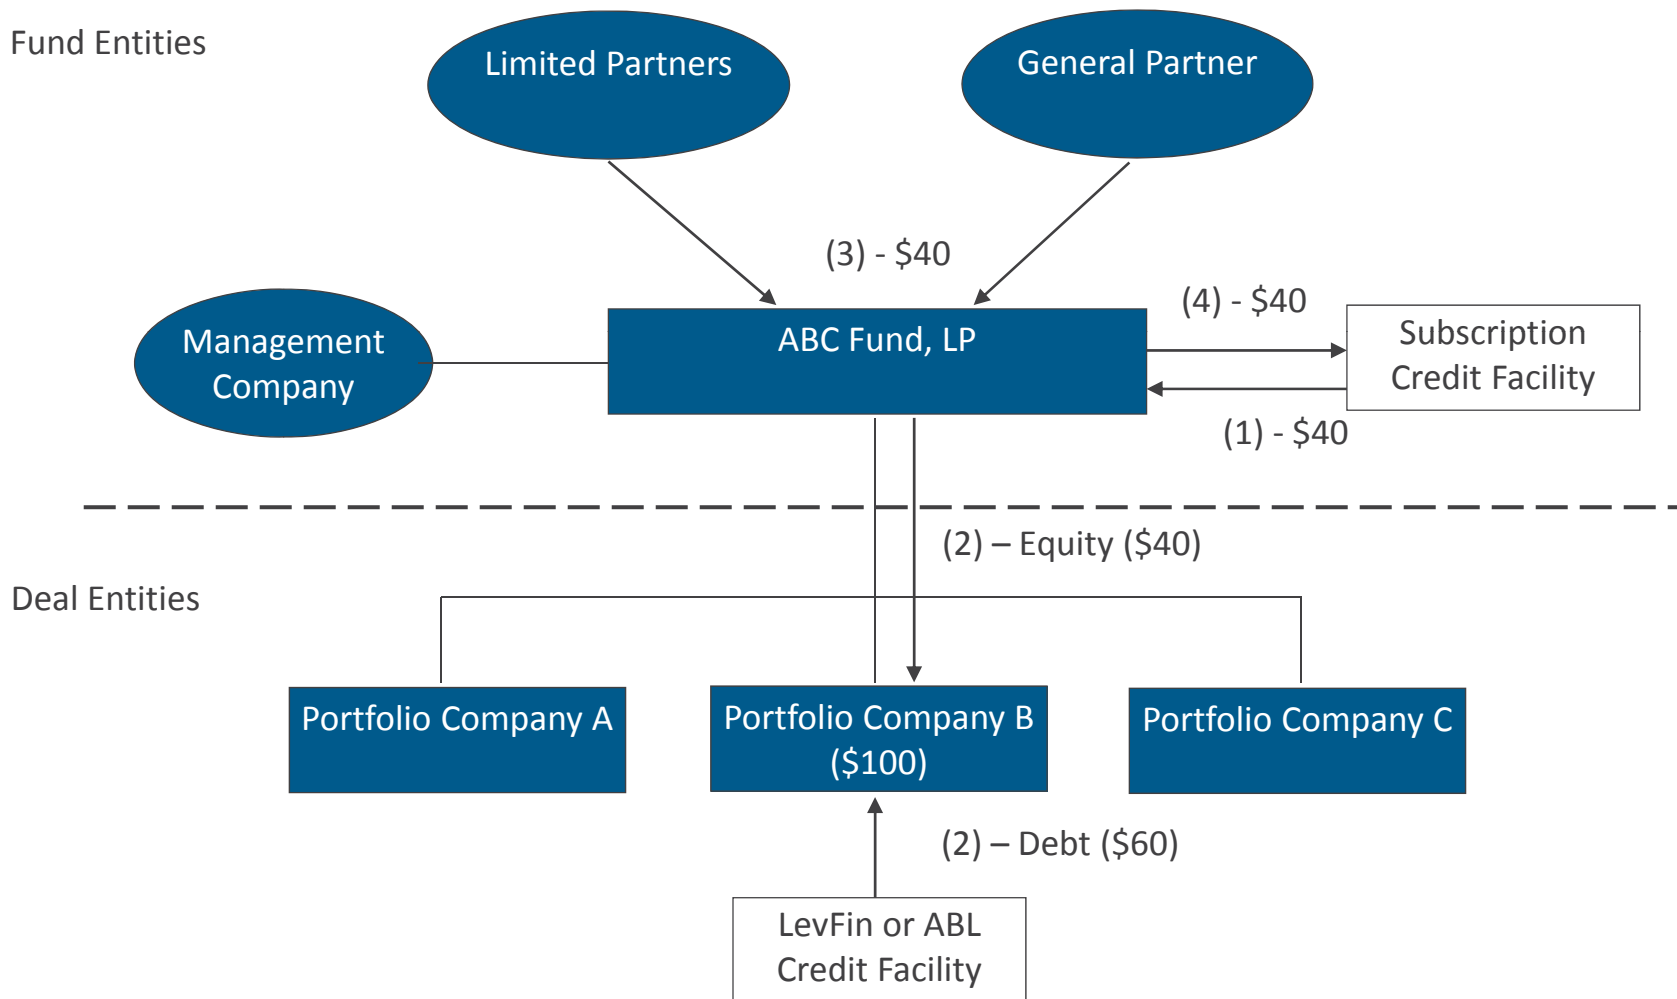 Fund Entities
Limited Partners
General Partner
(3) - $40
(4) - $40
Management
Company
ABC Fund, LP
Subscription
Credit Facility
(1) - $40
(2) – Equity ($40)
Deal Entities
Portfolio Company A
Portfolio Company B
($100)
Portfolio Company C
(2) – Debt ($60)
LevFin or ABL
Credit Facility